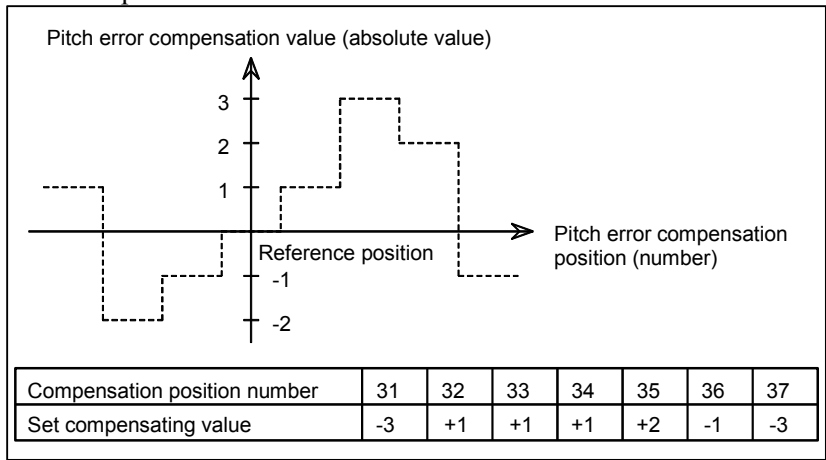 Pitch error compensation value (absolute value)
3
2
1
Reference position
Pitch error compensation
position (number)
-1
-2
Compensation position number 31 32 33 34 35 36 37
Set compensating value -3 +1 +1 +1 +2 -1 -3